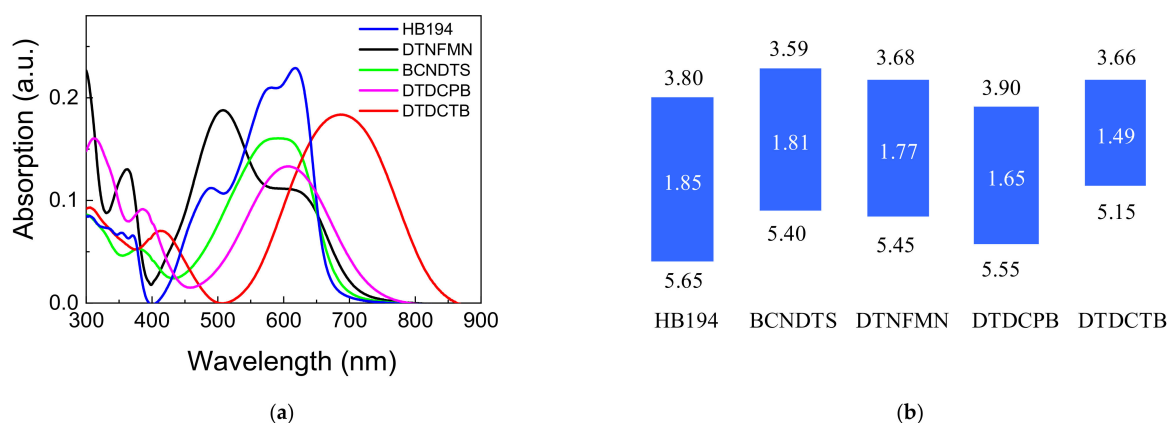 (a)
HB194
DTNFMN
BCNDTS
DTDCPB
DTDCTB
Absorption (a.u.)
0.2
0.1
0.0
300 400 500 600 700 800 900
Wavelength (nm)
3.80 3.59 3.68 3.90 3.66
1.85 1.81 1.77 1.65 1.49
5.65 5.40 5.45 5.55 5.15
HB194 BCNDTS DTNFMN DTDCPB DTDCTB
(a) (b)